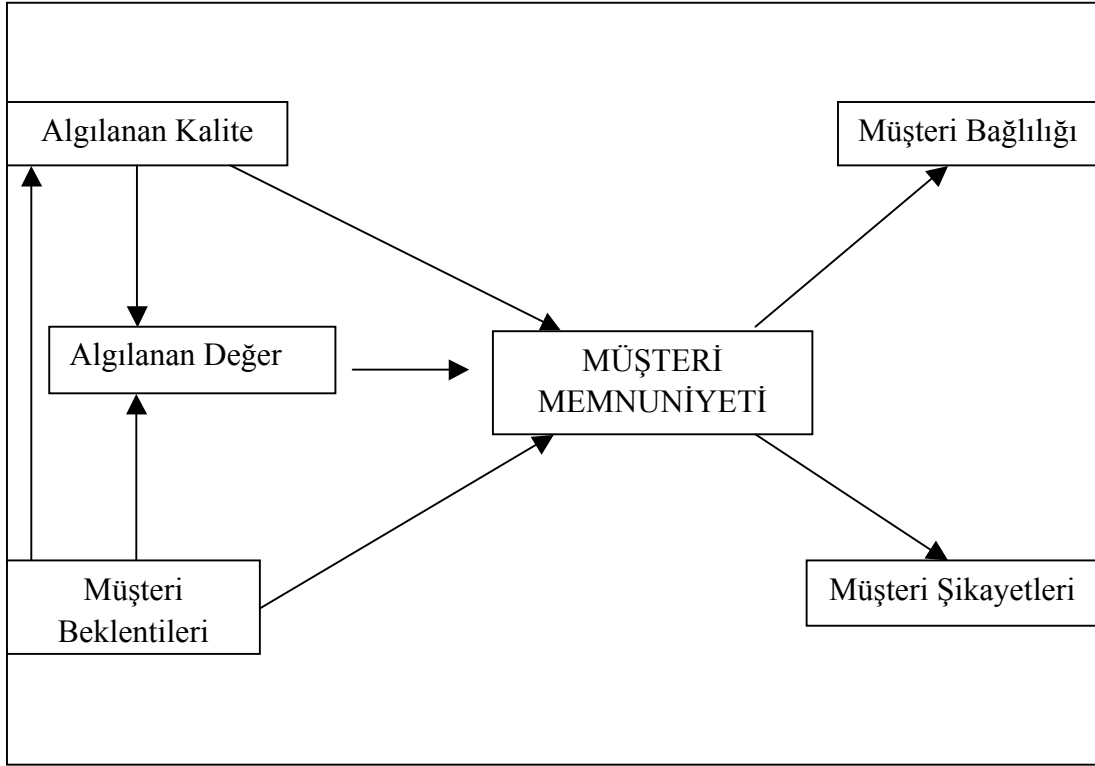 Algılanan Kalite
Müşteri Bağlılığı
Algılanan Değer
MÜŞTERİ
MEMNUNİYETİ
Müşteri
Beklentileri
Müşteri Şikayetleri